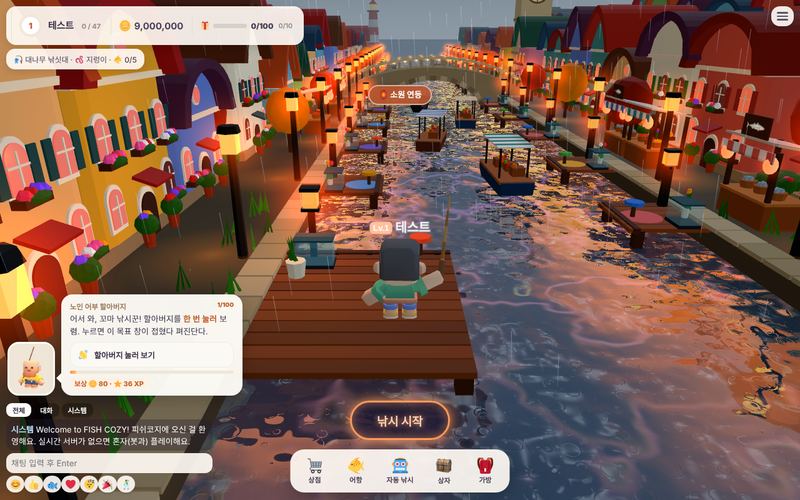 1 테스트 0 / 47 9,000,000 0/100 0/10
대나무 낚싯대 · 지렁이 · 0/5
소원 연등
Lv.1 테스트
노인 어부 할아버지 1/100
어서 와, 꼬마 낚시꾼! 할아버지를 한 번 눌러 보
렴. 누르면 이 목표 창이 접혔다 펴진단다.
할아버지 눌러 보기
보상 80 · 36 XP
전체 대화 시스템
시스템 Welcome to FISH COZY! 피쉬코지에 오신 걸 환
영해요. 실시간 서버가 없으면 혼자(봇과) 플레이해요.
채팅 입력 후 Enter
낚시 시작
상점 어항 자동 낚시 상자 가방